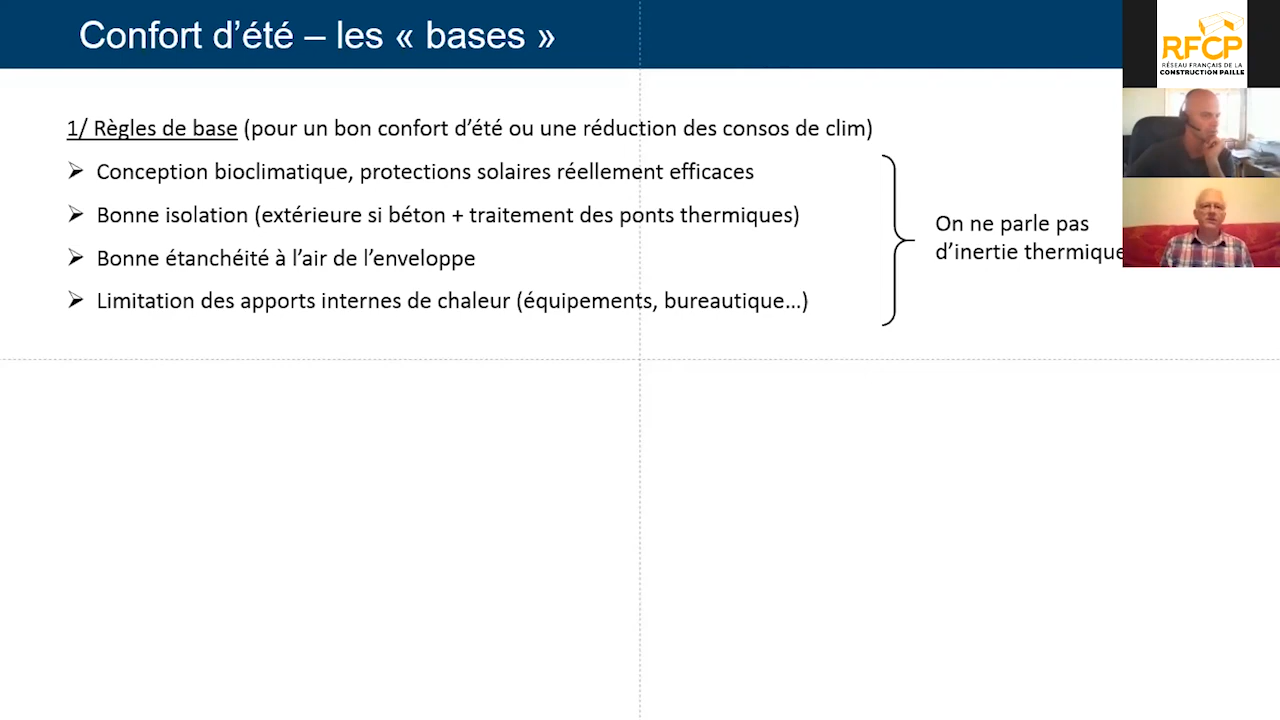 Confort d’été – les « bases »
RFCP
RÉSEAU FRANÇAIS DE LA
CONSTRUCTION PAILLE
1/ Règles de base (pour un bon confort d’été ou une réduction des consos de clim)
➢ Conception bioclimatique, protections solaires réellement efficaces
➢ Bonne isolation (extérieure si béton + traitement des ponts thermiques)
➢ Bonne étanchéité à l’air de l’enveloppe
➢ Limitation des apports internes de chaleur (équipements, bureautique…)
On ne parle pas
d’inertie thermique